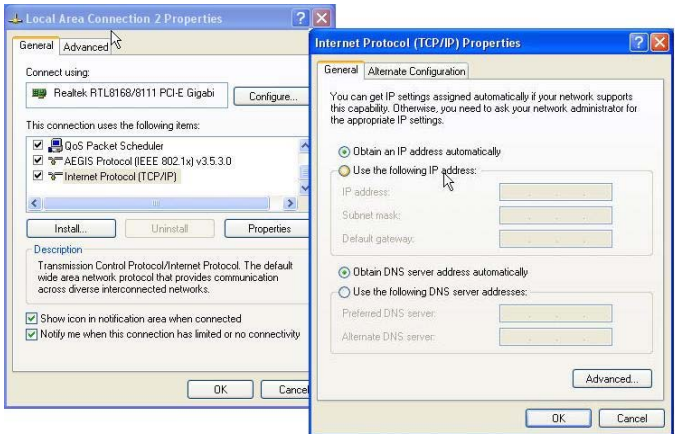 Local Area Connection 2 Properties
General
Advanced
Connect using:
Realtek RTL8168/8111 PCI-E Gigabi
Configure...
This connection uses the following items:
QoS Packet Scheduler
AEGIS Protocol (IEEE 802.1x) v3.5.3.0
Internet Protocol (TCP/IP)
Install...
Uninstall
Properties
Description
Transmission Control Protocol/Internet Protocol. The default
wide area network protocol that provides communication
across diverse interconnected networks.
Show icon in notification area when connected
Notify me when this connection has limited or no connectivity
OK
Cancel
Internet Protocol (TCP/IP) Properties
General
Alternate Configuration
You can get IP settings assigned automatically if your network supports
this capability. Otherwise, you need to ask your network administrator for
the appropriate IP settings.
Obtain an IP address automatically
Use the following IP address:
IP address:
Subnet mask:
Default gateway:
Obtain DNS server address automatically
Use the following DNS server addresses:
Preferred DNS server:
Alternate DNS server:
Advanced...
OK
Cancel